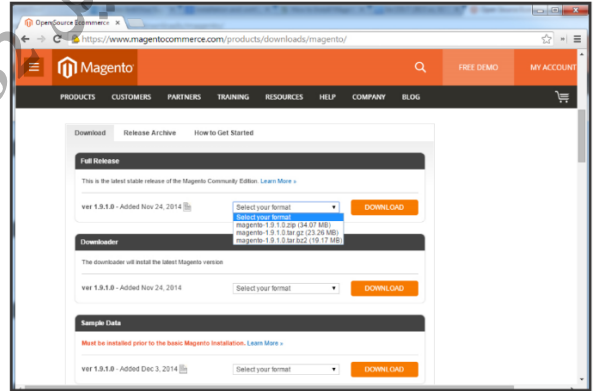 OpenSource Ecommerce
https://www.magentocommerce.com/products/downloads/magento/
Magento
FREE DEMO
MY ACCOUNT
PRODUCTS CUSTOMERS PARTNERS TRAINING RESOURCES HELP COMPANY BLOG
Download Release Archive How to Get Started
Full Release
This is the latest stable release of the Magento Community Edition. Learn More »
ver 1.9.1.0 - Added Nov 24, 2014 Select your format DOWNLOAD
Select your format
magento-1.9.1.0.zip (34.07 MB)
magento-1.9.1.0.tar.gz (23.26 MB)
magento-1.9.1.0.tar.bz2 (19.17 MB)
Downloader
The downloader will install the latest Magento version
ver 1.9.1.0 - Added Nov 24, 2014 Select your format DOWNLOAD
Sample Data
Must be installed prior to the basic Magento Installation. Learn More »
ver 1.9.1.0 - Added Dec 3, 2014 Select your format DOWNLOAD